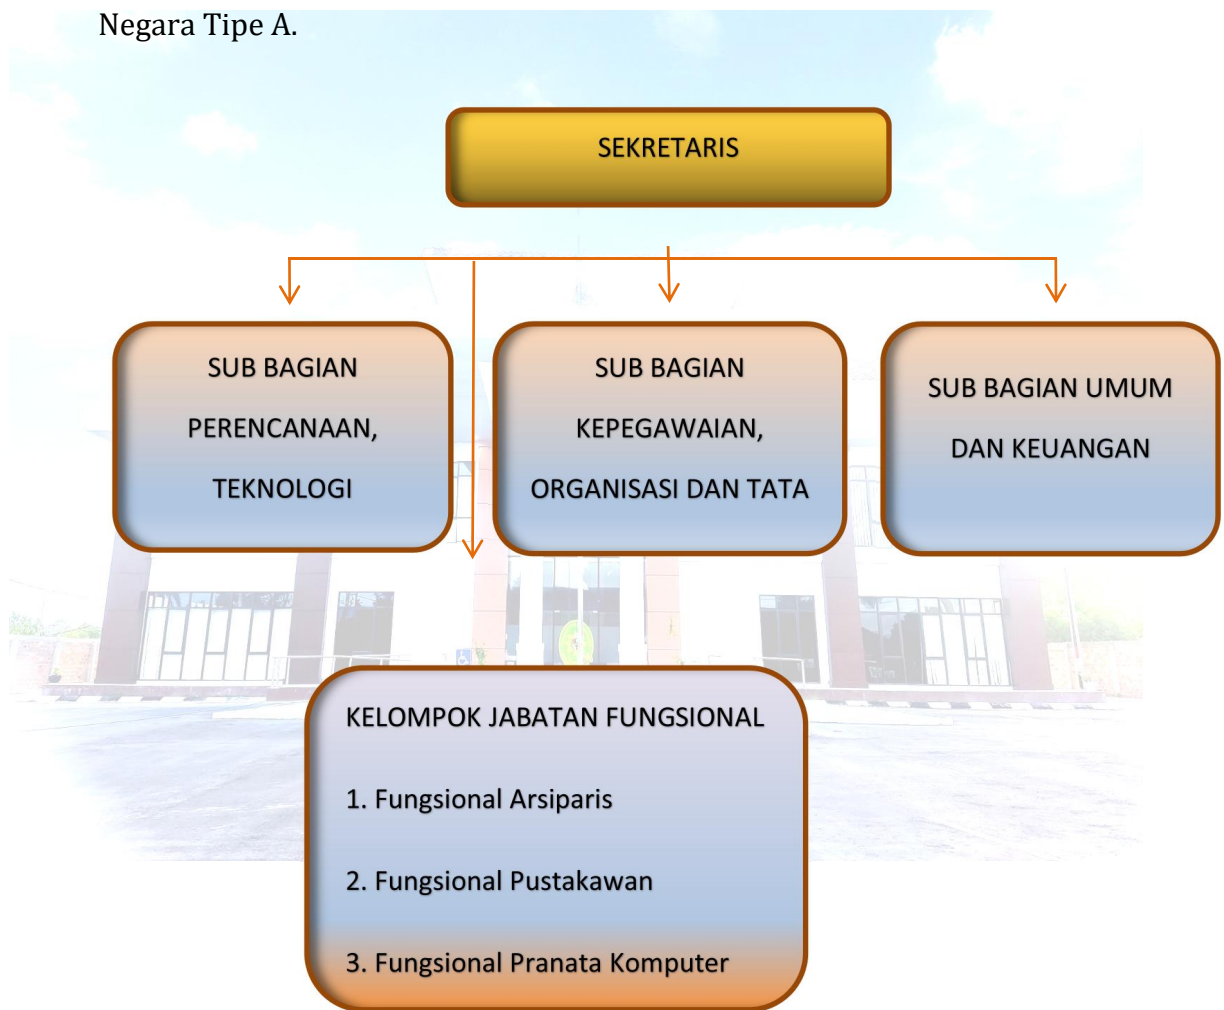 Negara Tipe A.
SEKRETARIS
SUB BAGIAN
PERENCANAAN,
TEKNOLOGI
SUB BAGIAN
KEPEGAWAIAN,
ORGANISASI DAN TATA
SUB BAGIAN UMUM
DAN KEUANGAN
KELOMPOK JABATAN FUNGSIONAL
1. Fungsional Arsiparis
2. Fungsional Pustakawan
3. Fungsional Pranata Komputer